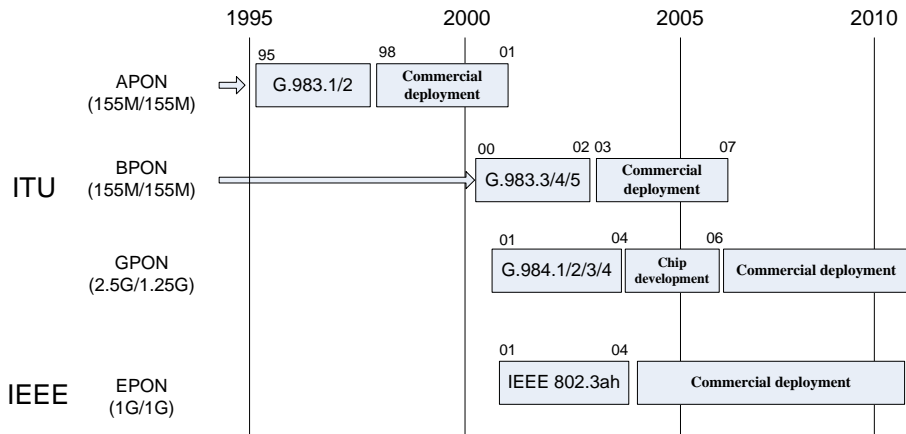 1995 2000 2005 2010
95 98 01
APON
(155M/155M)
G.983.1/2
Commercial
deployment
00 02 03 07
ITU
BPON
(155M/155M)
G.983.3/4/5
Commercial
deployment
01 04 06
GPON
(2.5G/1.25G)
G.984.1/2/3/4
Chip
development
Commercial deployment
01 04
IEEE
EPON
(1G/1G)
IEEE 802.3ah
Commercial deployment